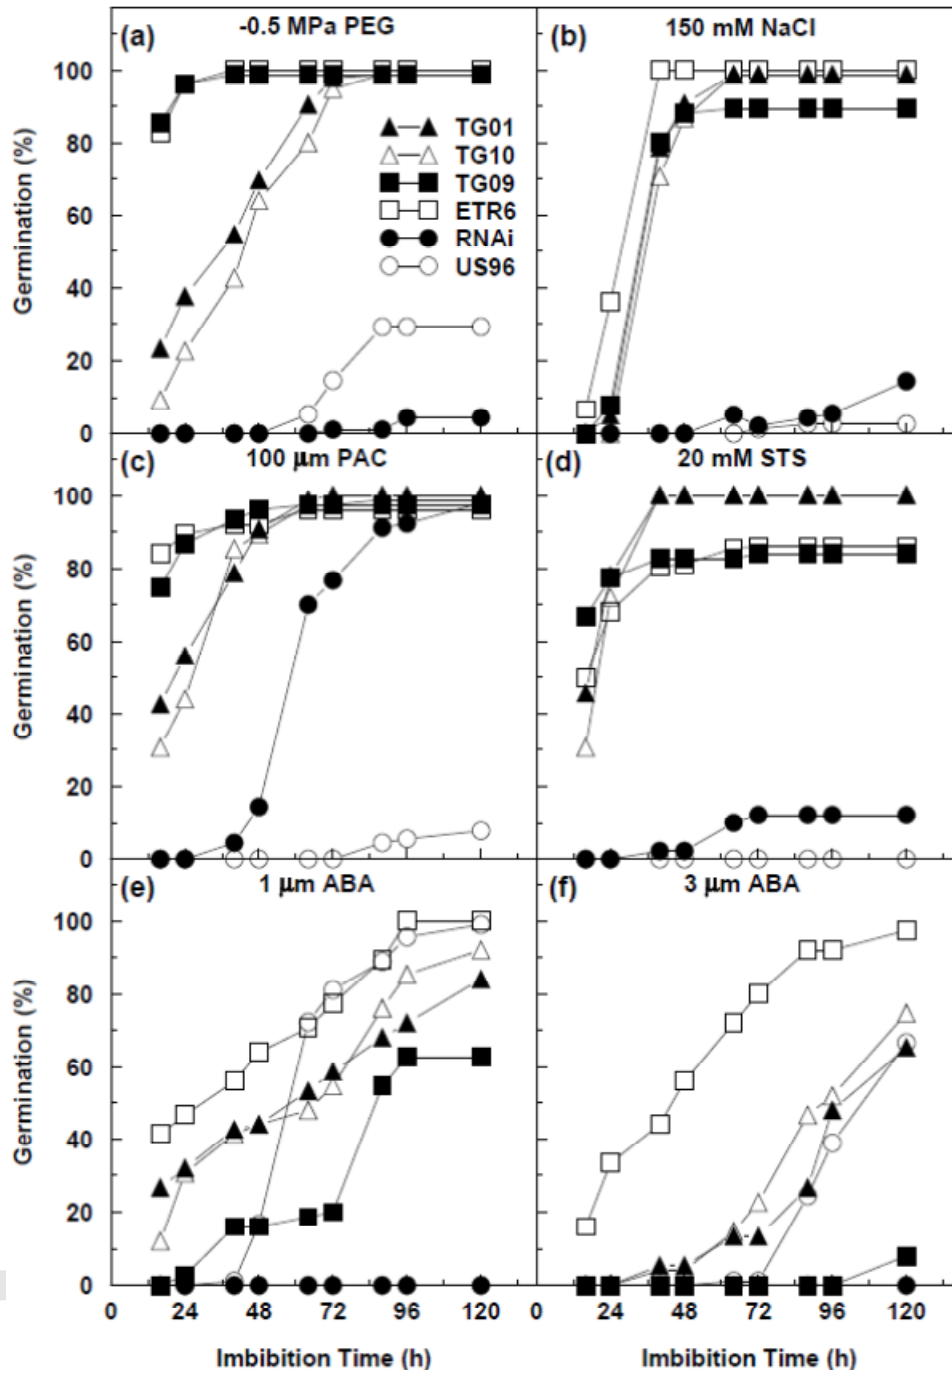 (a) -0.5 MPa PEG
(b) 150 mM NaCl
100
80
60
40
20
0
Germination (%)
TG01
TG10
TG09
ETR6
RNAi
US96
(c) 100 μm PAC
(d) 20 mM STS
100
80
60
40
20
0
Germination (%)
(e) 1 μm ABA
(f) 3 μm ABA
100
80
60
40
20
0
Germination (%)
0 24 48 72 96 120
0 24 48 72 96 120
Imbibition Time (h)
Imbibition Time (h)